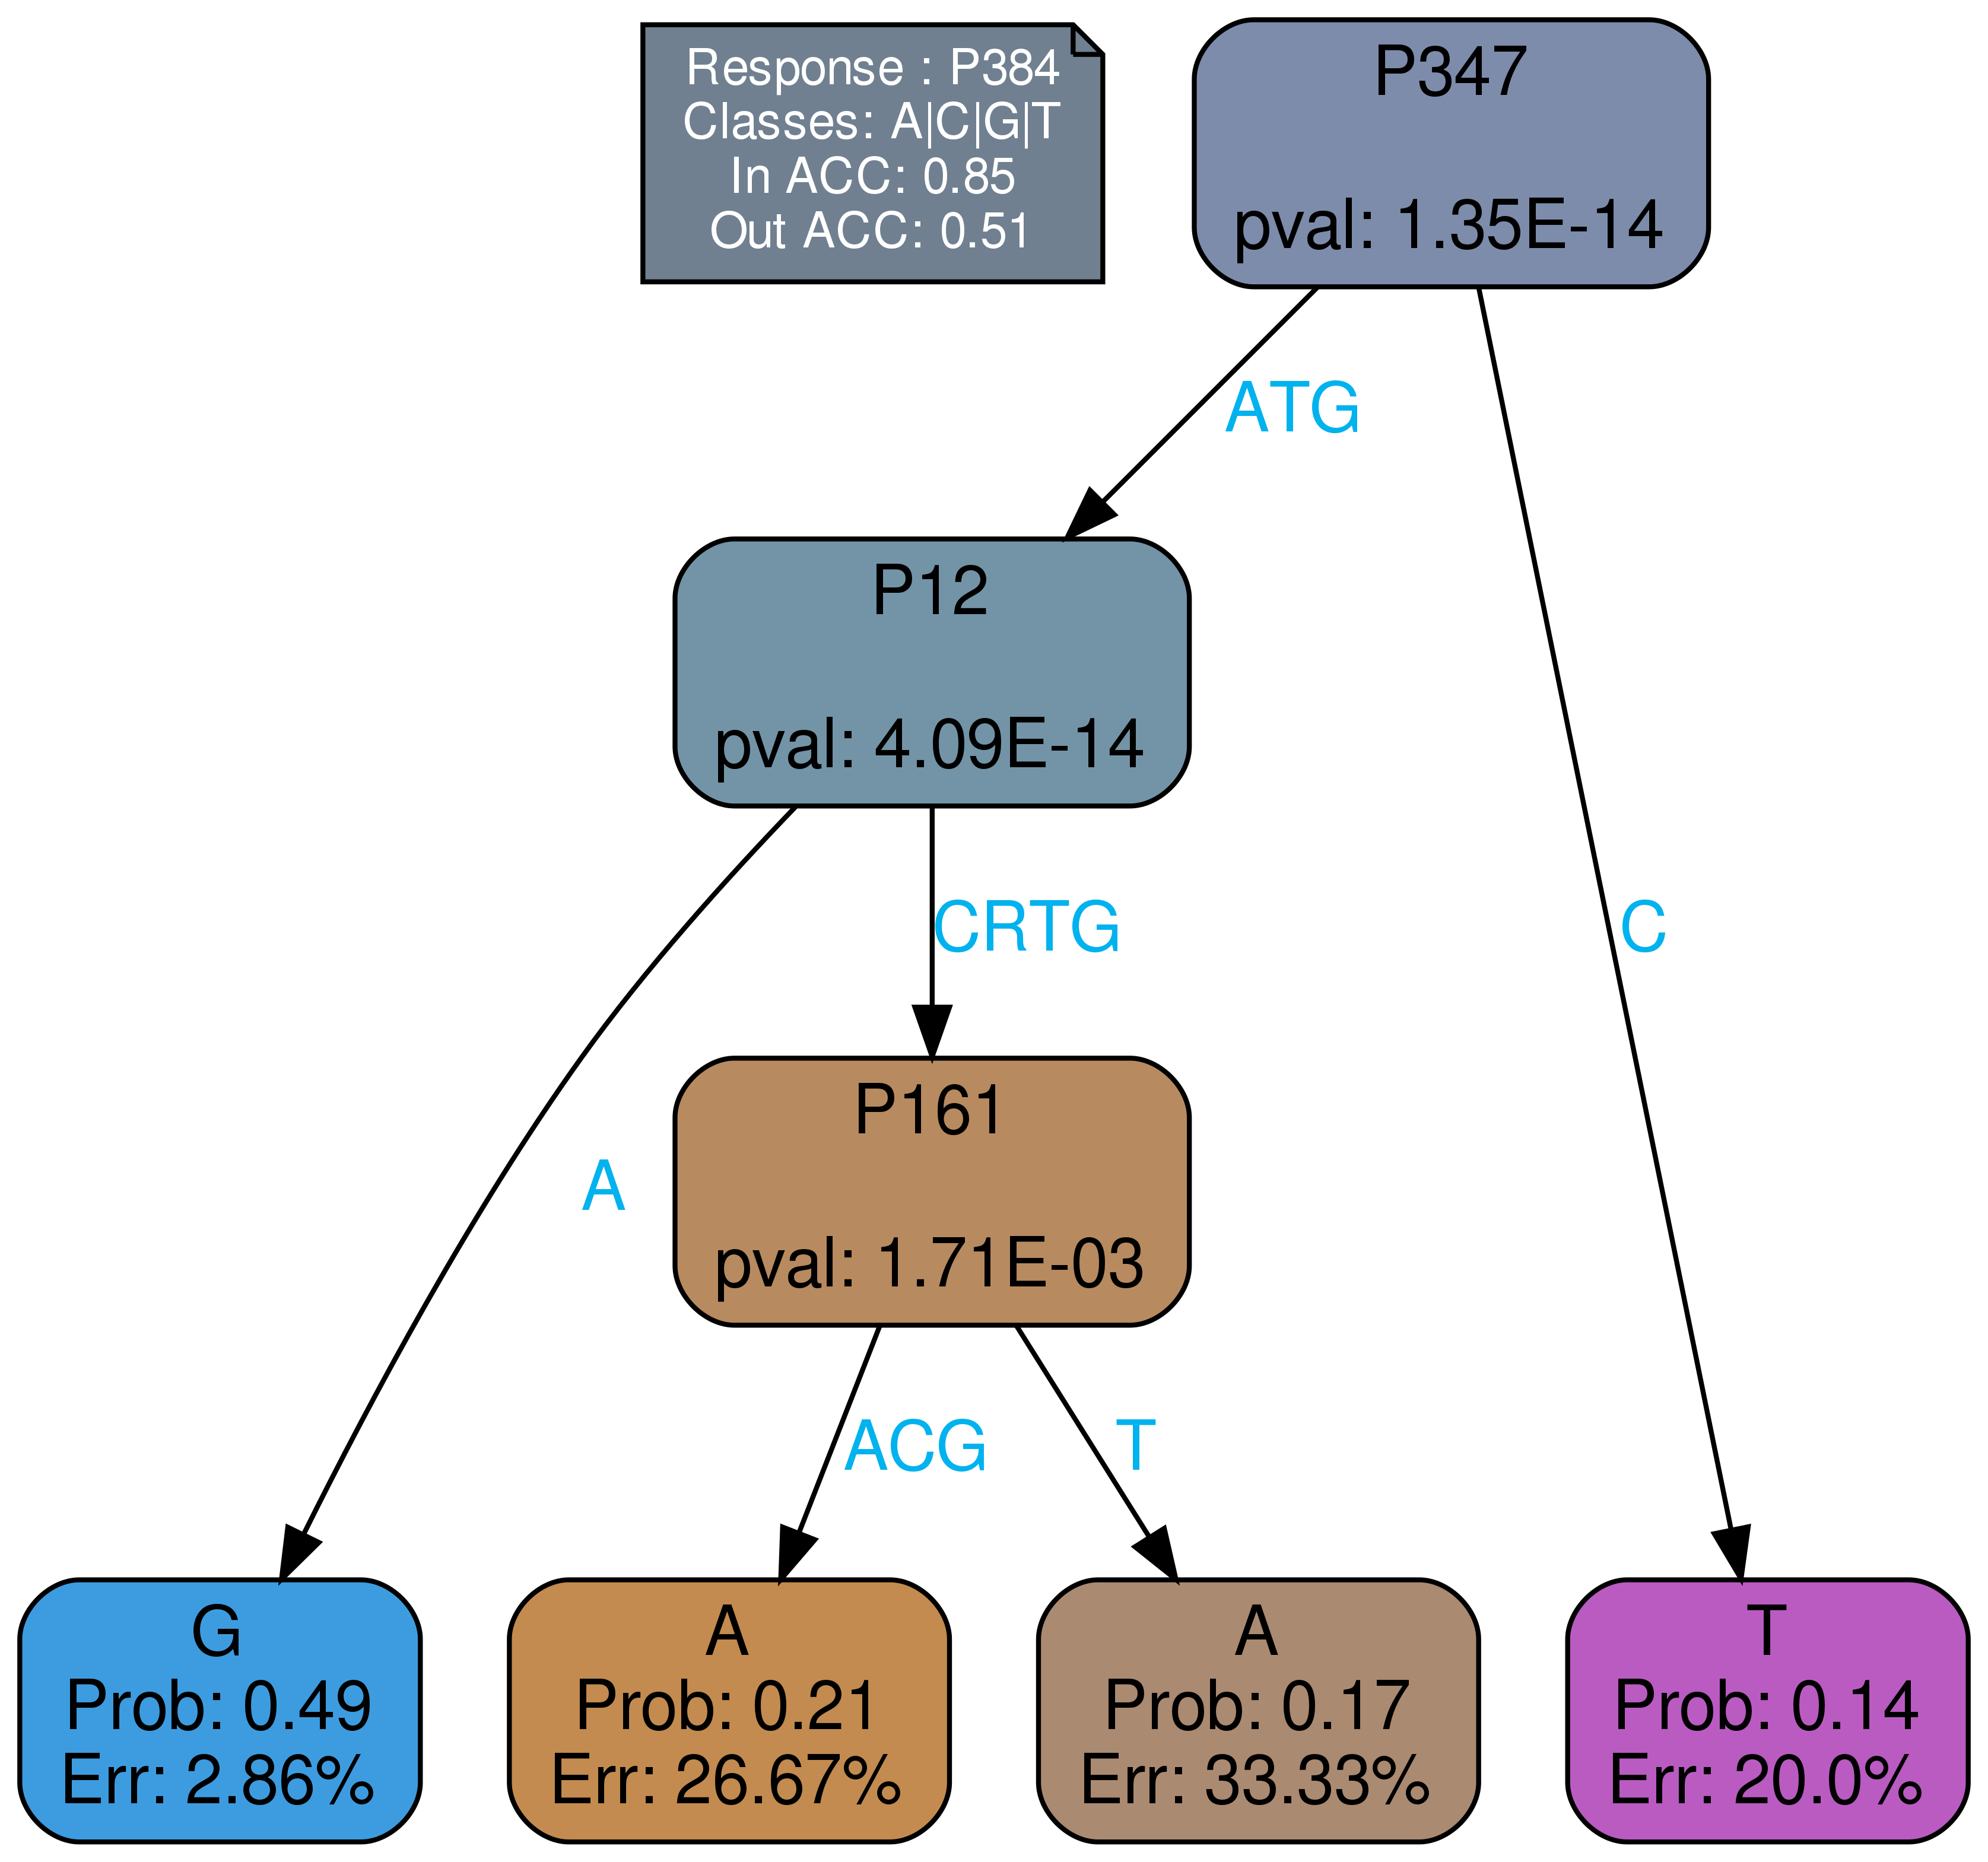 Response : P384
Classes: A|C|G|T
In ACC: 0.85
Out ACC: 0.51
P347
pval: 1.35E-14
ATG
P12
pval: 4.09E-14
CRTG
C
P161
pval: 1.71E-03
A
ACG
T
G
Prob: 0.49
Err: 2.86%
A
Prob: 0.21
Err: 26.67%
A
Prob: 0.17
Err: 33.33%
T
Prob: 0.14
Err: 20.0%